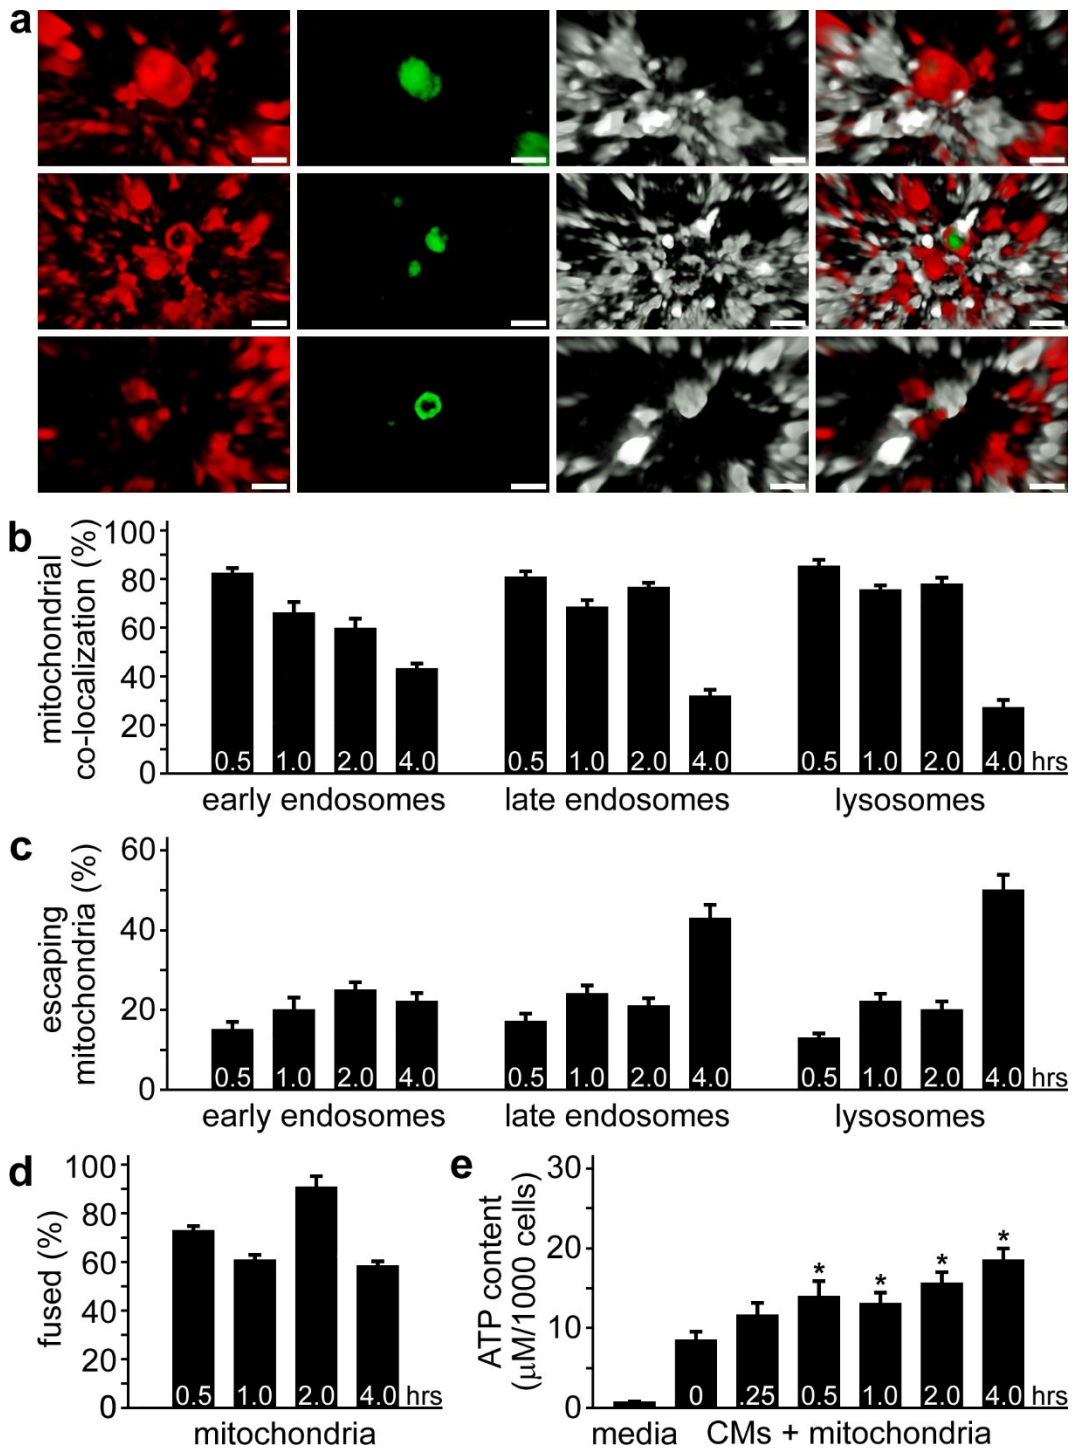 a
b
mitochondrial
co-localization (%)
100
80
60
40
20
0
0.5 1.0 2.0 4.0 0.5 1.0 2.0 4.0 0.5 1.0 2.0 4.0 hrs
early endosomes late endosomes lysosomes
c
escaping
mitochondria (%)
60
40
20
0
0.5 1.0 2.0 4.0 0.5 1.0 2.0 4.0 0.5 1.0 2.0 4.0 hrs
early endosomes late endosomes lysosomes
d
fused (%)
100
80
60
40
20
0
0.5 1.0 2.0 4.0 hrs
mitochondria
e
ATP content
(μM/1000 cells)
30
20
10
0
* * * *
0 .25 0.5 1.0 2.0 4.0 hrs
media CMs + mitochondria